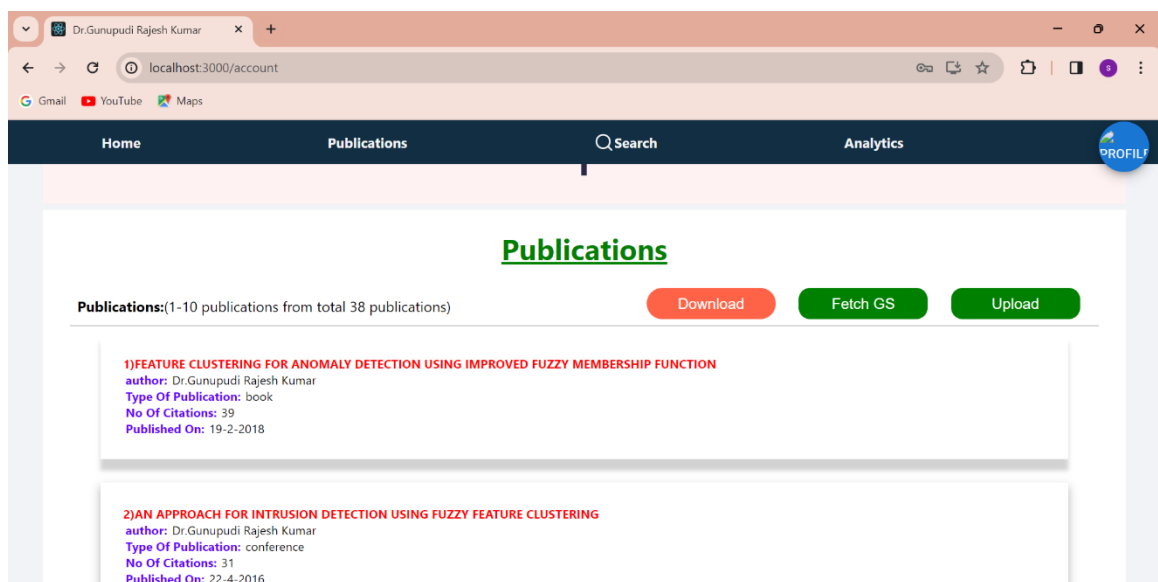 Dr.Gunupudi Rajesh Kumar
localhost:3000/account
s
Gmail YouTube Maps
Home Publications Search Analytics
PROFILE
Publications
Publications:(1-10 publications from total 38 publications) Download Fetch GS Upload
1)FEATURE CLUSTERING FOR ANOMALY DETECTION USING IMPROVED FUZZY MEMBERSHIP FUNCTION
author: Dr.Gunupudi Rajesh Kumar
Type Of Publication: book
No Of Citations: 39
Published On: 19-2-2018
2)AN APPROACH FOR INTRUSION DETECTION USING FUZZY FEATURE CLUSTERING
author: Dr.Gunupudi Rajesh Kumar
Type Of Publication: conference
No Of Citations: 31
Published On: 22-4-2016